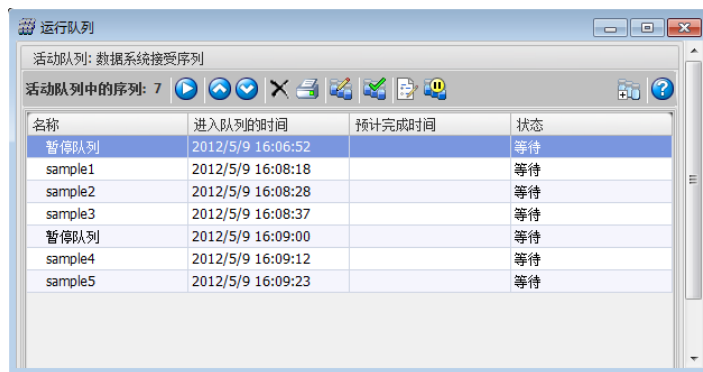 运行队列
活动队列: 数据系统接受序列
活动队列中的序列: 7
名称 进入队列的时间 预计完成时间 状态
暂停队列 2012/5/9 16:06:52 等待
sample1 2012/5/9 16:08:18 等待
sample2 2012/5/9 16:08:28 等待
sample3 2012/5/9 16:08:37 等待
暂停队列 2012/5/9 16:09:00 等待
sample4 2012/5/9 16:09:12 等待
sample5 2012/5/9 16:09:23 等待